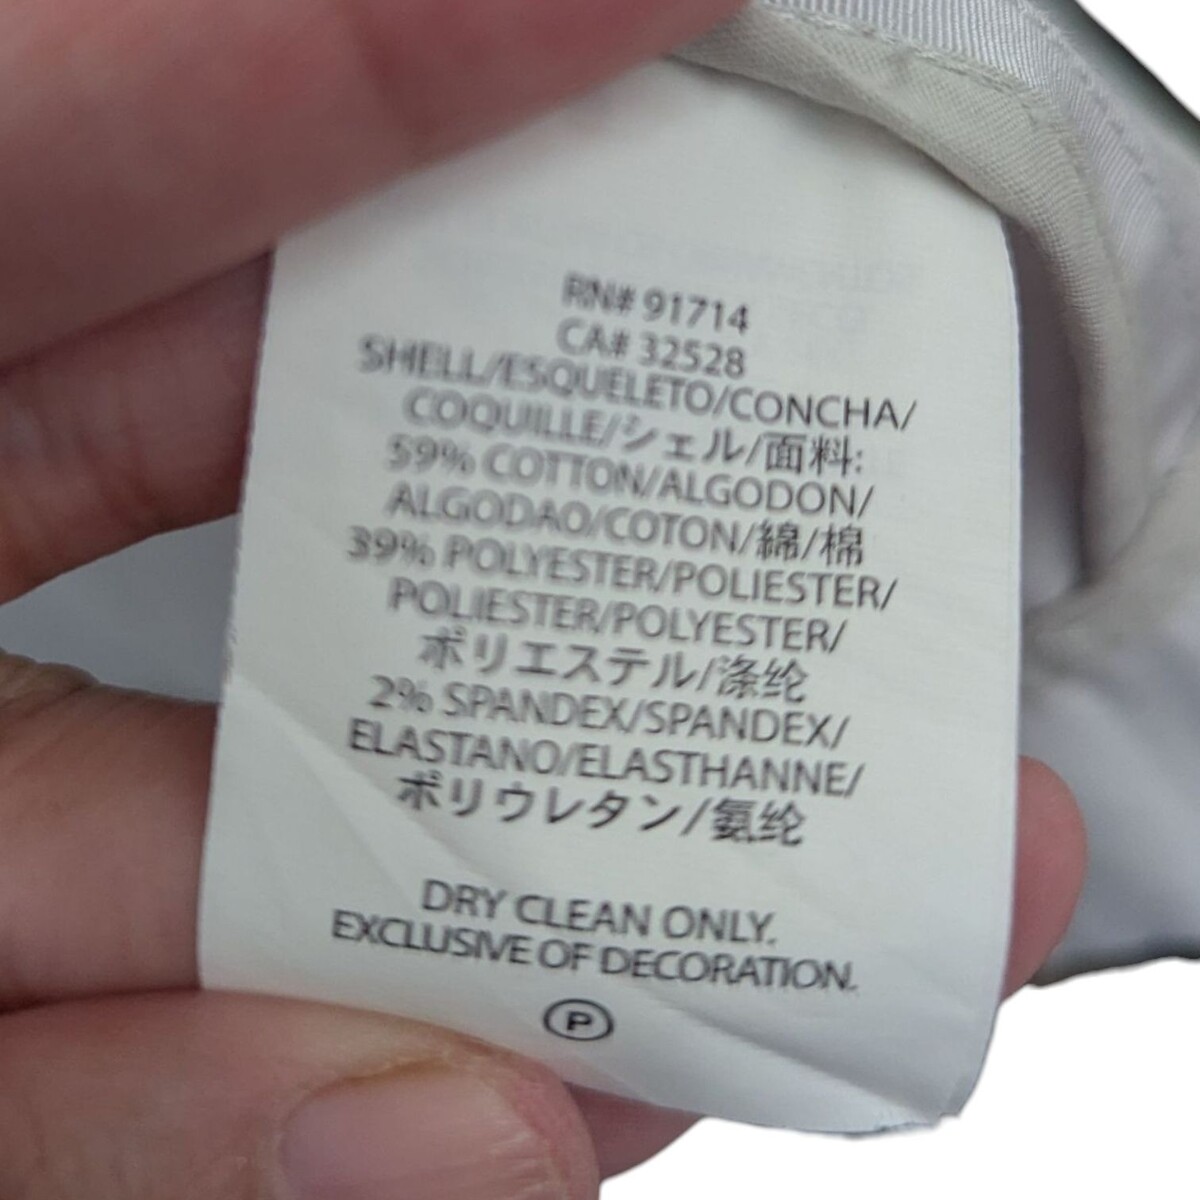 RN# 91714
CA# 32528
SHELL/ESQUELETO/CONCHA/
COQUILLE/シェル/面料:
59% COTTON/ALGODON/
ALGODAO/COTON/綿/棉
39% POLYESTER/POLIESTER/
POLIESTER/POLYESTER/
ポリエステル/涤纶
2% SPANDEX/SPANDEX/
ELASTANO/ELASTHANNE/
ポリウレタン/氨纶
DRY CLEAN ONLY.
EXCLUSIVE OF DECORATION.
P